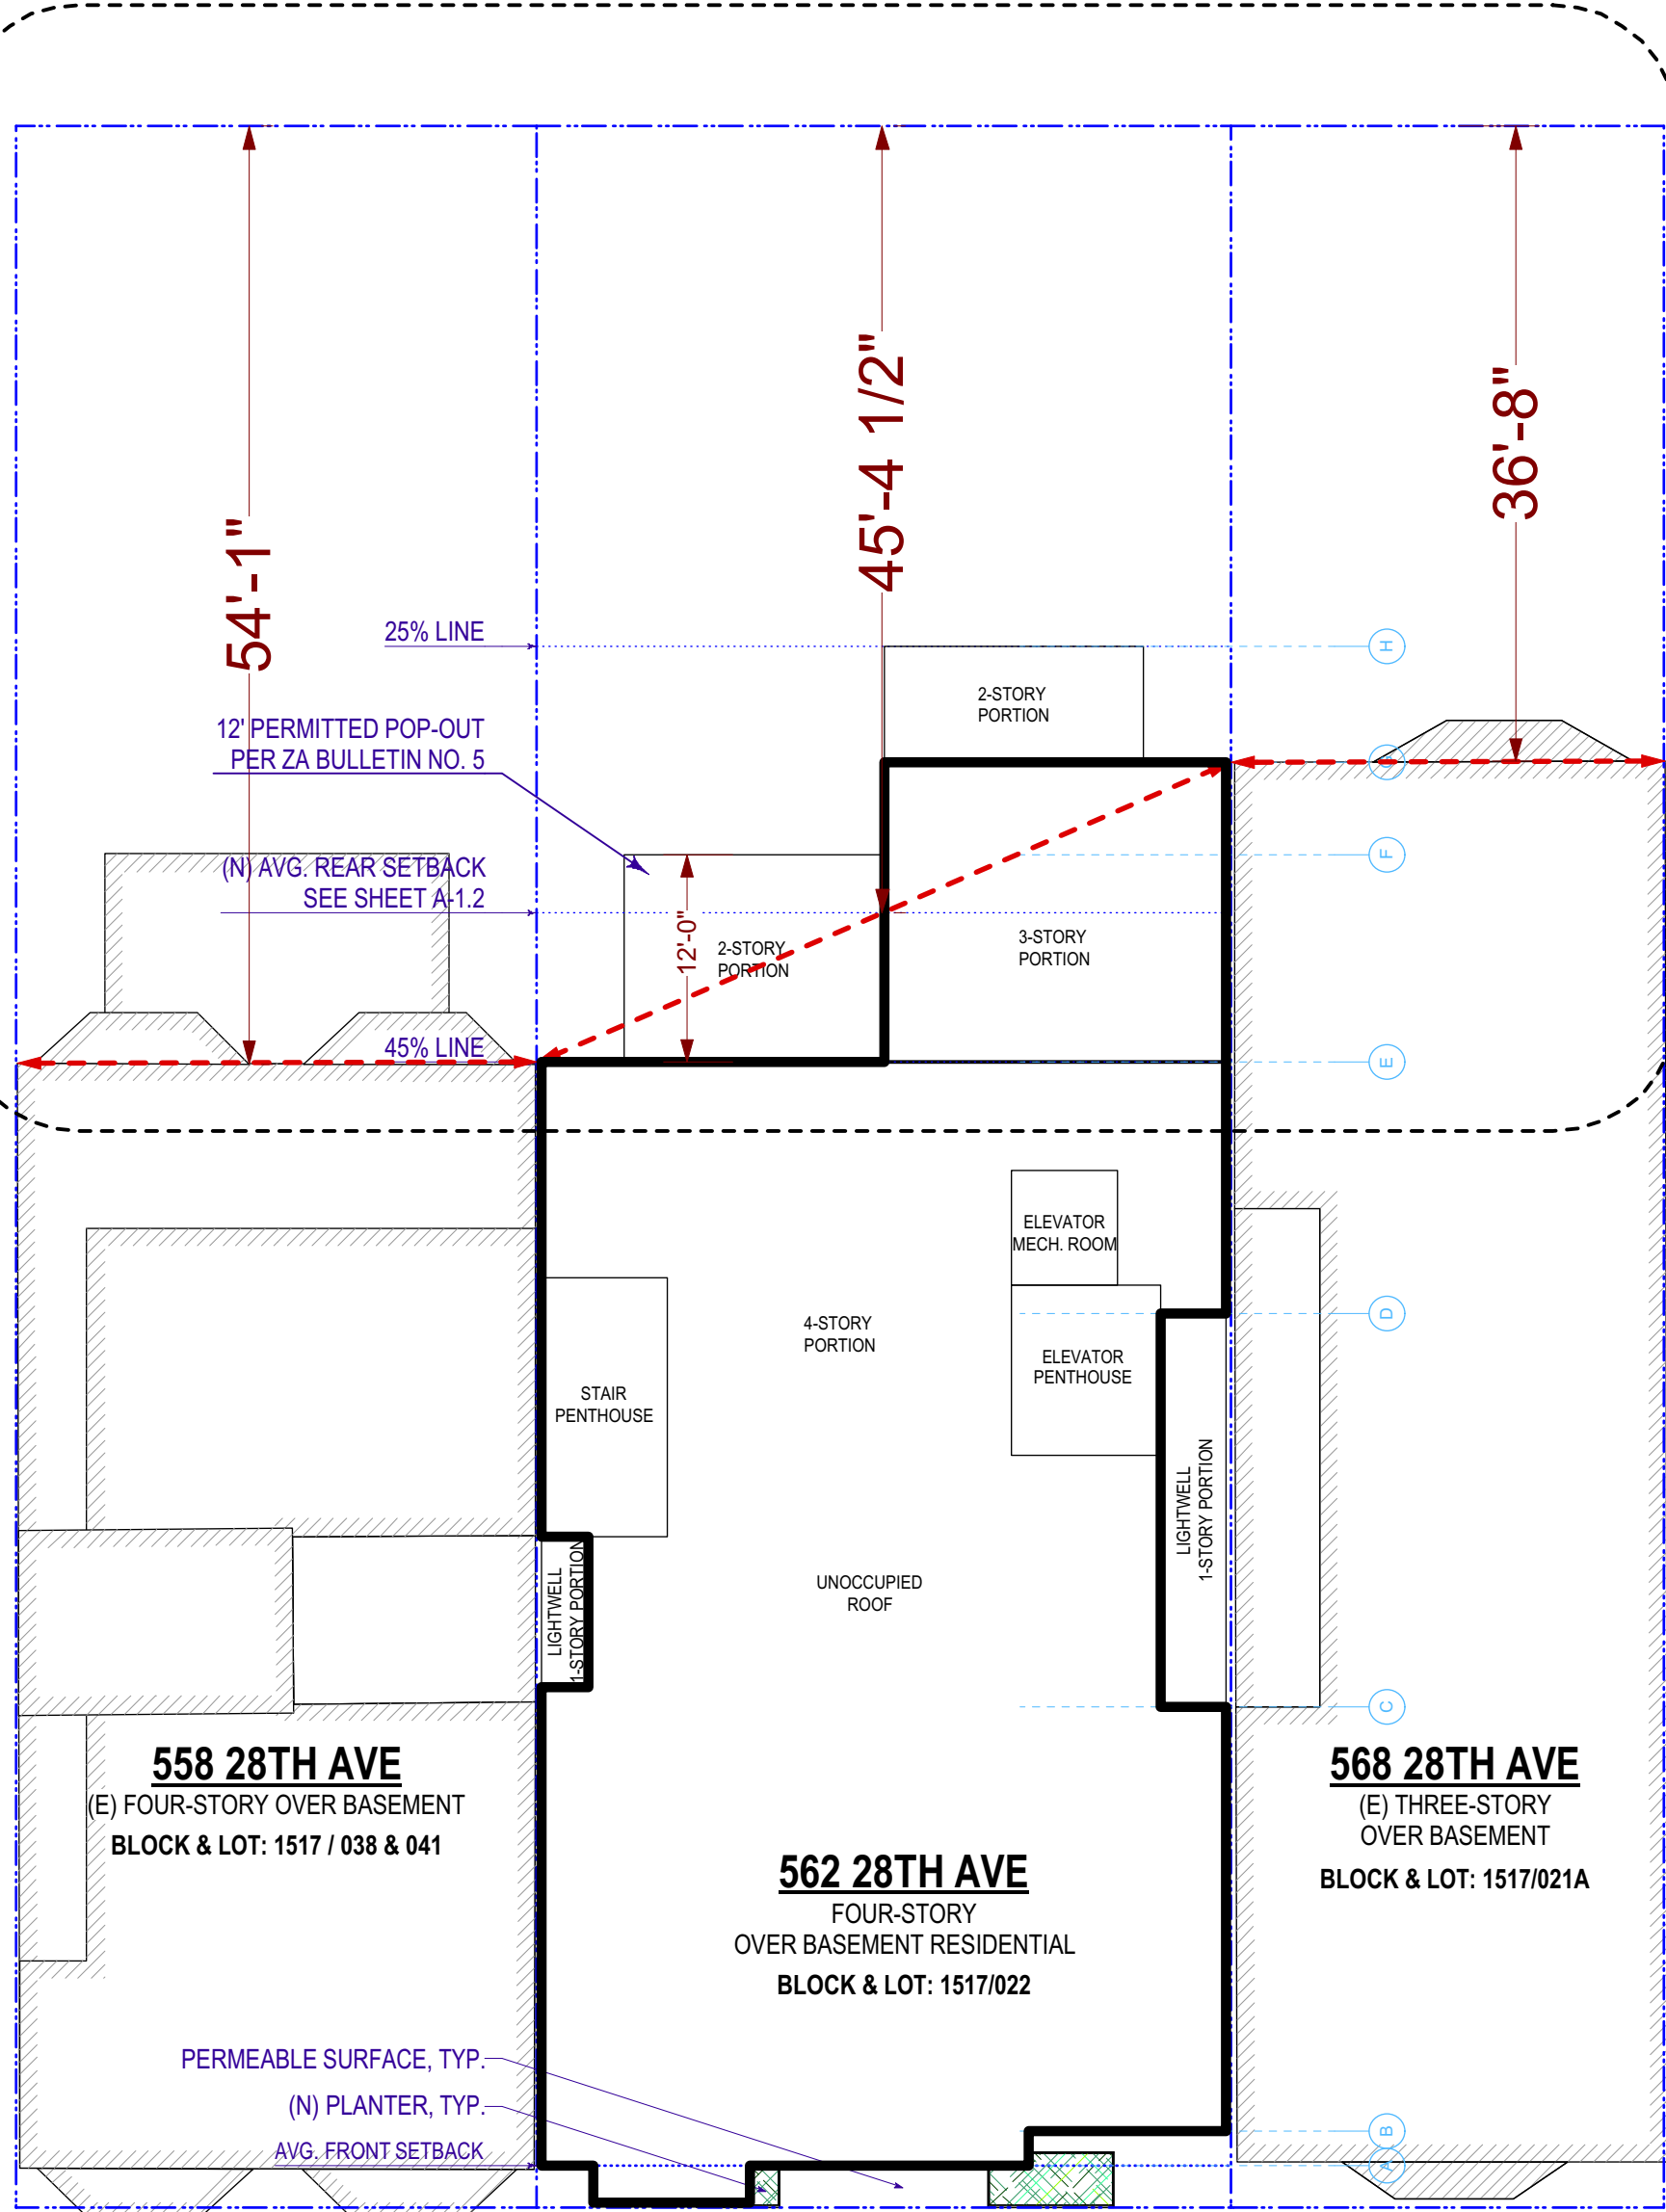 54'-1"
45'-4 1/2"
36'-8"
25% LINE
H
2-STORY
PORTION
12' PERMITTED POP-OUT
PER ZA BULLETIN NO. 5
G
(N) AVG. REAR SETBACK
SEE SHEET A-1.2
F
12'-0"
2-STORY
PORTION
3-STORY
PORTION
45% LINE
E
ELEVATOR
MECH. ROOM
4-STORY
PORTION
D
ELEVATOR
PENTHOUSE
STAIR
PENTHOUSE
LIGHTWELL
1-STORY PORTION
LIGHTWELL
1-STORY PORTION
UNOCCUPIED
ROOF
C
558 28TH AVE
(E) FOUR-STORY OVER BASEMENT
BLOCK & LOT: 1517 / 038 & 041
568 28TH AVE
(E) THREE-STORY
OVER BASEMENT
BLOCK & LOT: 1517/021A
562 28TH AVE
FOUR-STORY
OVER BASEMENT RESIDENTIAL
BLOCK & LOT: 1517/022
PERMEABLE SURFACE, TYP.
(N) PLANTER, TYP.
B
AVG. FRONT SETBACK
A